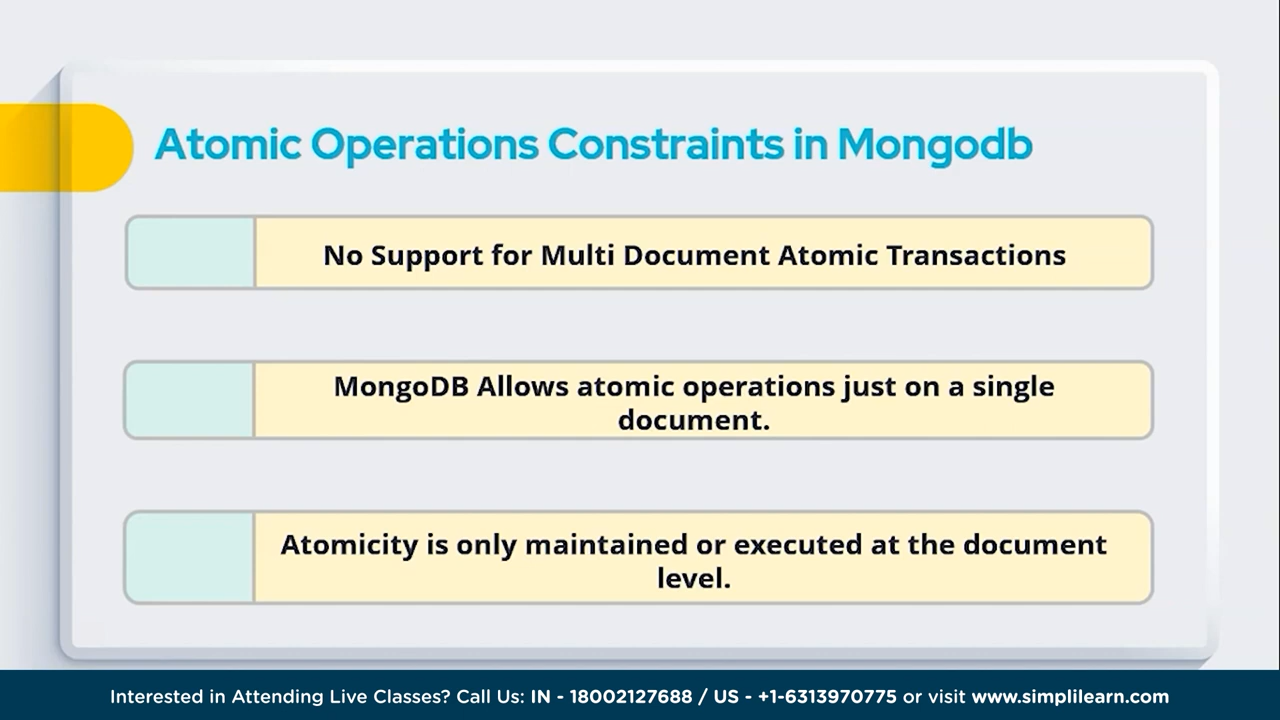 Atomic Operations Constraints in Mongodb
No Support for Multi Document Atomic Transactions
MongoDB Allows atomic operations just on a single
document.
Atomicity is only maintained or executed at the document
level.
Interested in Attending Live Classes? Call Us: IN - 18002127688 / US - +1-6313970775 or visit www.simplilearn.com